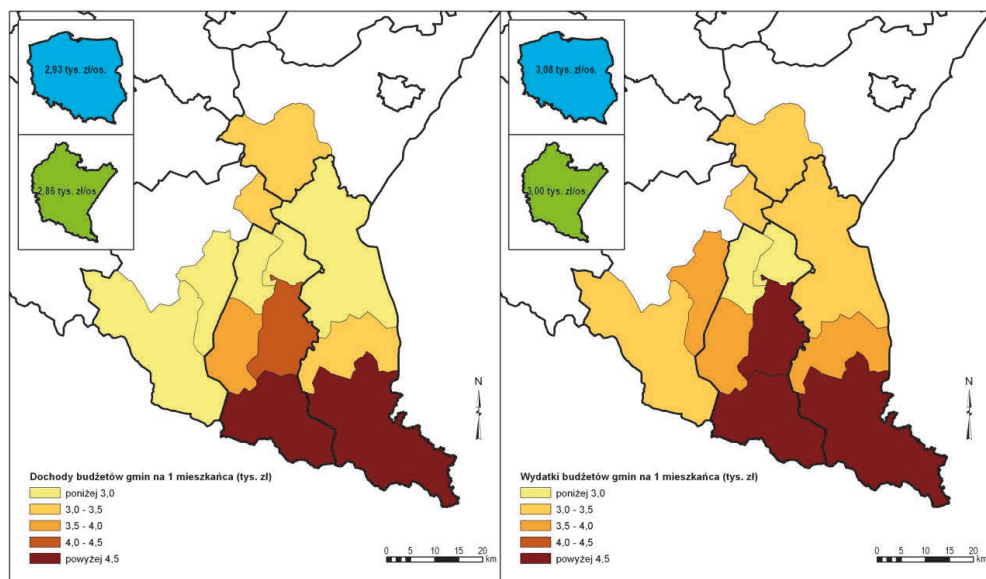 2,93 tys. zł/os.
2,86 tys. zł/os.
N
Dochody budżetów gmin na 1 mieszkańca (tys. zł)
poniżej 3,0
3,0 - 3,5
3,5 - 4,0
4,0 - 4,5
powyżej 4,5
0 5 10 15 20
km
3,08 tys. zł/os.
3,00 tys. zł/os.
N
Wydatki budżetów gmin na 1 mieszkańca (tys. zł)
poniżej 3,0
3,0 - 3,5
3,5 - 4,0
4,0 - 4,5
powyżej 4,5
0 5 10 15 20
km